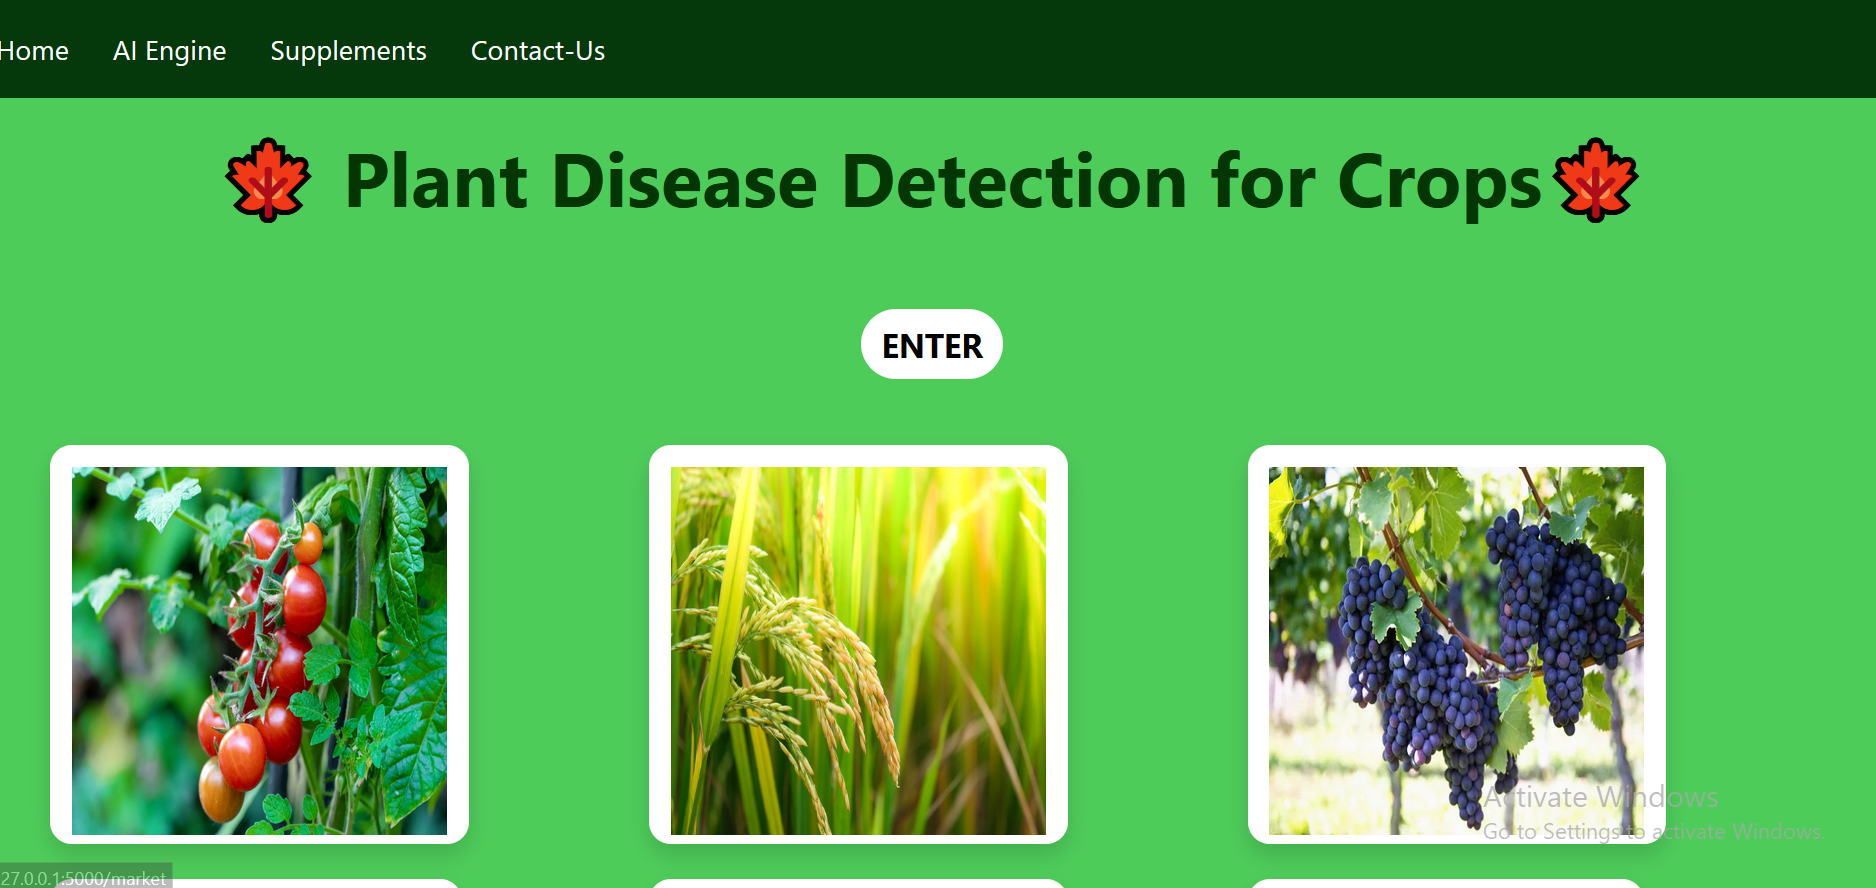 Home AI Engine Supplements Contact-Us
Plant Disease Detection for Crops
ENTER
Activate Windows
Go to Settings to activate Windows.
27.0.0.1:5000/market